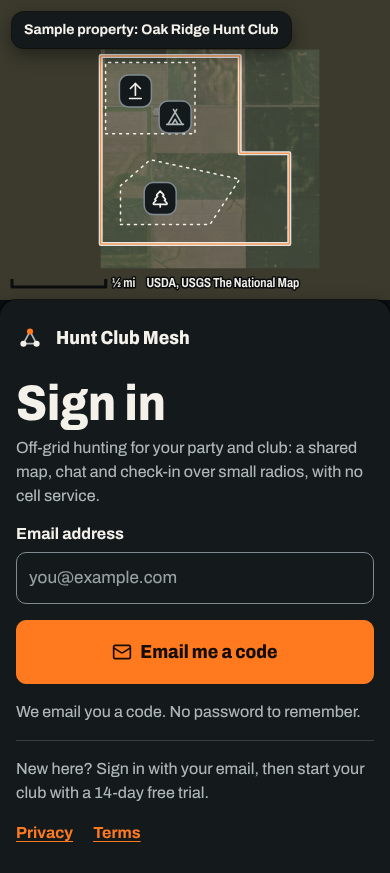 Sample property: Oak Ridge Hunt Club
½ mi USDA, USGS The National Map
Hunt Club Mesh
Sign in
Off-grid hunting for your party and club: a shared
map, chat and check-in over small radios, with no
cell service.
Email address
you@example.com
Email me a code
We email you a code. No password to remember.
New here? Sign in with your email, then start your
club with a 14-day free trial.
Privacy Terms